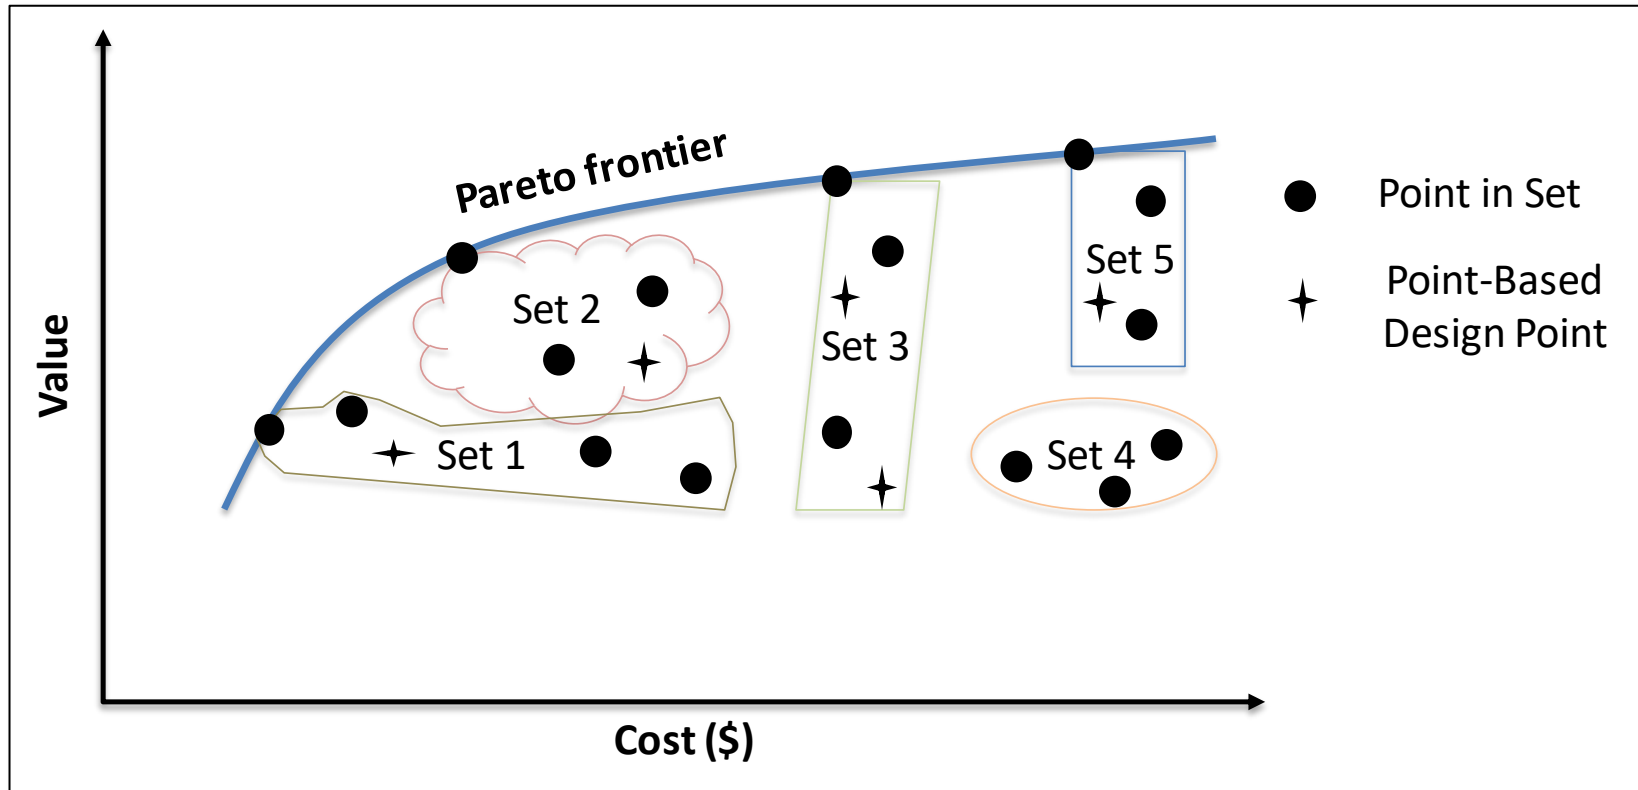 Pareto frontier
Point in Set
Set 5
Point-Based
Design Point
Set 2
Set 3
Set 1
Set 4
Value
Cost ($)